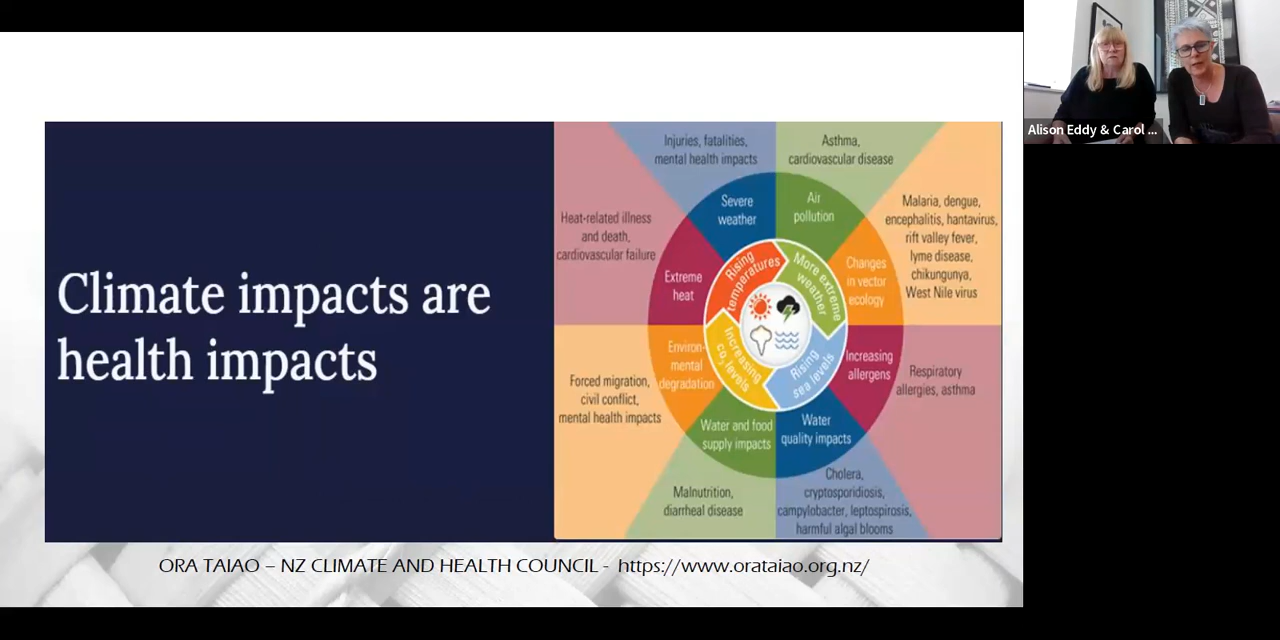 Climate impacts are
health impacts
Injuries, fatalities,
mental health impacts
Asthma,
cardiovascular disease
Malaria, dengue,
encephalitis, hantavirus,
rift valley fever,
lyme disease,
chikungunya,
West Nile virus
Respiratory
allergies, asthma
Cholera,
cryptosporidiosis,
campylobacter, leptospirosis,
harmful algal blooms
Malnutrition,
diarrheal disease
Forced migration,
civil conflict,
mental health impacts
Heat-related illness
and death,
cardiovascular failure
Severe
weather
Air
pollution
Changes
in vector
ecology
Increasing
allergens
Water
quality impacts
Water and food
supply impacts
Environ-
mental
degradation
Extreme
heat
Rising
temperatures
More extreme
weather
Rising
sea levels
Increasing
CO2 levels
ORA TAIAO – NZ CLIMATE AND HEALTH COUNCIL - https://www.orataiao.org.nz/
Alison Eddy & Carol ...